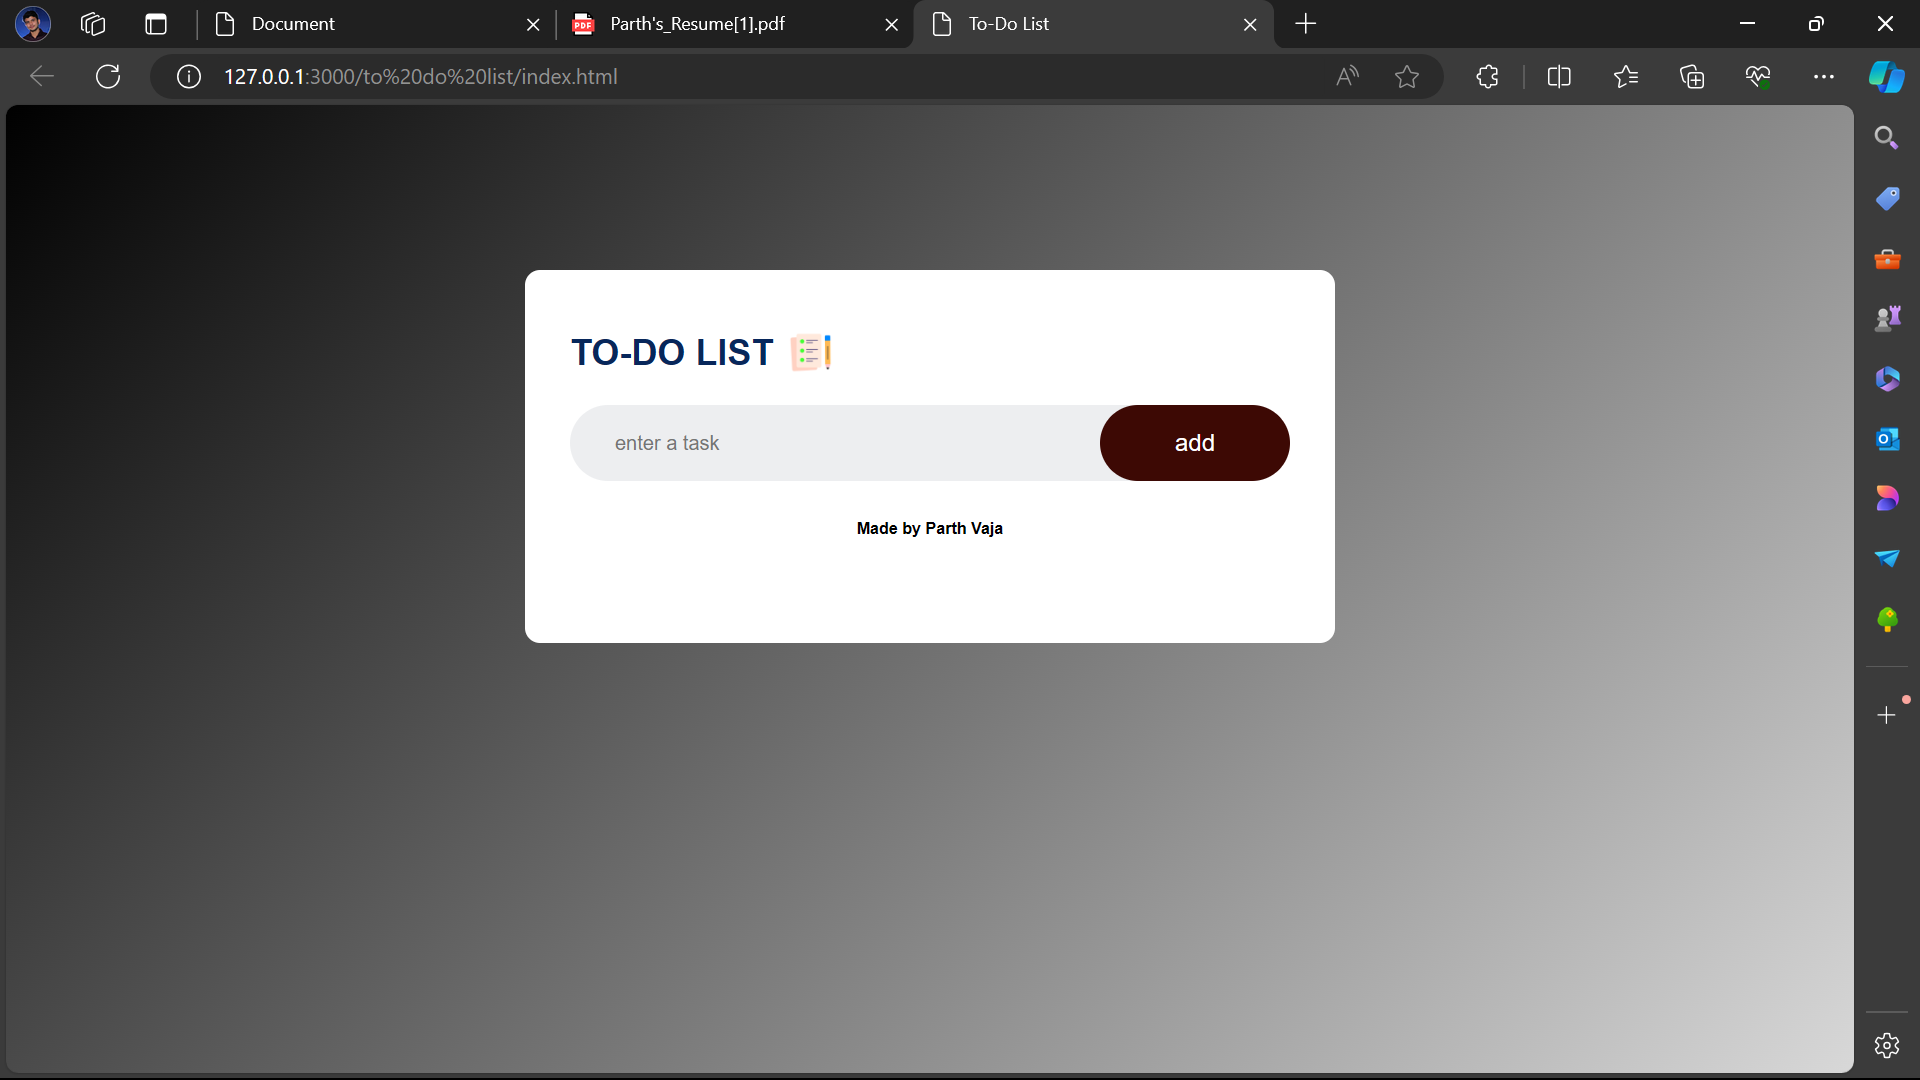 Document
PDF
Parth's_Resume[1].pdf
To-Do List
127.0.0.1:3000/to%20do%20list/index.html
TO-DO LIST
enter a task
add
Made by Parth Vaja